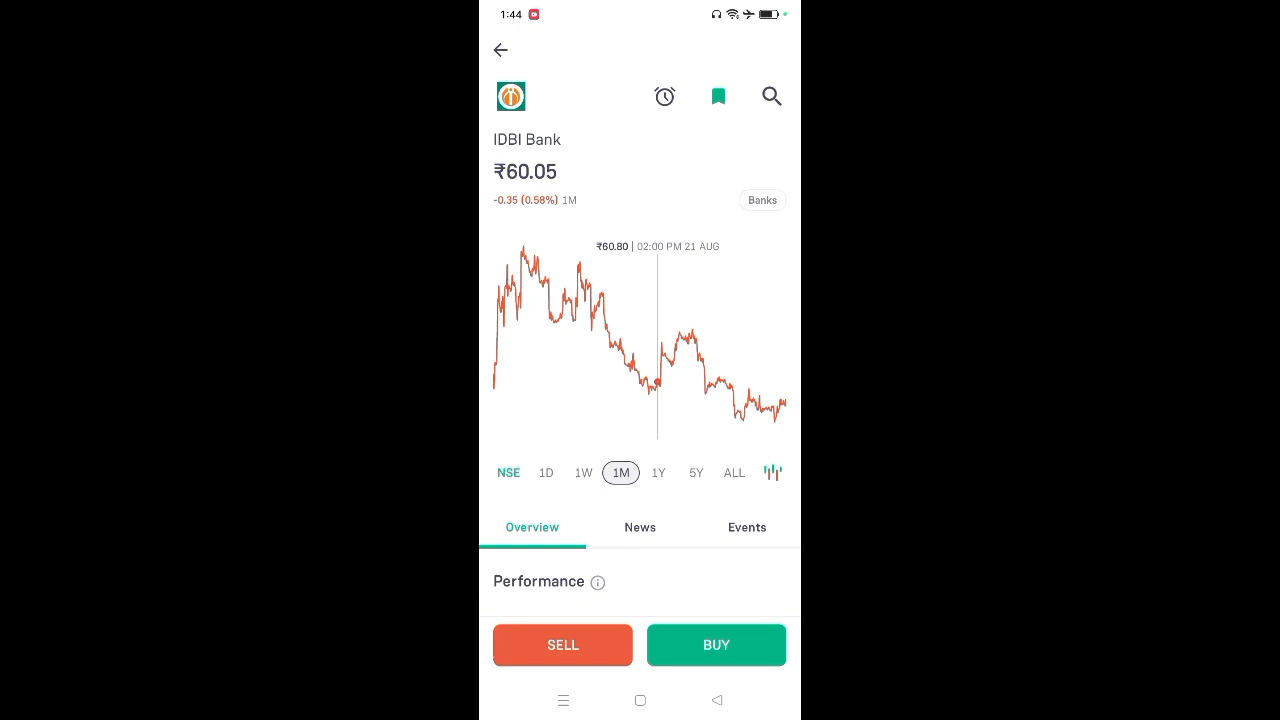 1:44
IDBI Bank
₹60.05
-0.35 (0.58%) 1M
Banks
₹60.80 | 02:00 PM 21 AUG
NSE 1D 1W 1M 1Y 5Y ALL
Overview News Events
Performance
SELL BUY